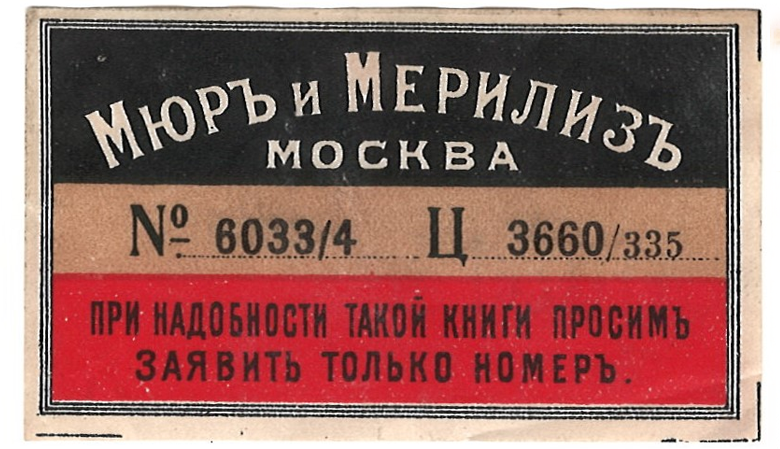 Мюръ и Мерилизъ
МОСКВА
№ 6033/4 Ц 3660/335
ПРИ НАДОБНОСТИ ТАКОЙ КНИГИ ПРОСИМЪ
ЗАЯВИТЬ ТОЛЬКО НОМЕРЪ.